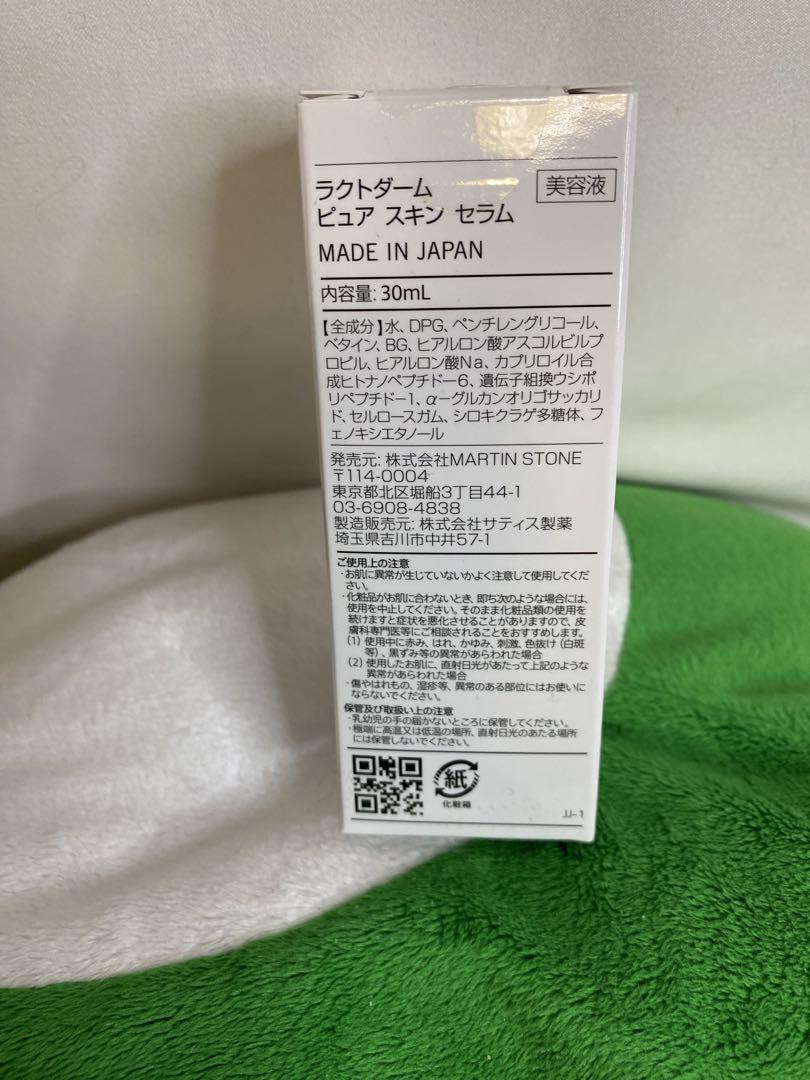 ラクトダーム
美容液
ピュア スキン セラム
MADE IN JAPAN
内容量: 30mL
【全成分】水、DPG、ペンチレングリコール、
ベタイン、BG、ヒアルロン酸アスコルビルプ
ロピル、ヒアルロン酸Na、カプリロイル合
成ヒトナノペプチドー6、遺伝子組換ウシポ
リペプチド-1、α-グルカンオリゴサッカリ
ド、セルロースガム、シロキクラゲ多糖体、フ
ェノキシエタノール
発売元: 株式会社MARTIN STONE
〒114-0004
東京都北区堀船3丁目44-1
03-6908-4838
製造販売元: 株式会社サティス製薬
埼玉県吉川市中井57-1
ご使用上の注意
・お肌に異常が生じていないかよく注意して使用してくだ
さい。
・化粧品がお肌に合わないとき、即ち次のような場合には、
使用を中止してください。そのまま化粧品類の使用を
続けますと症状を悪化させることがありますので、皮
膚科専門医等にご相談されることをおすすめします。
(1) 使用中に赤み、はれ、かゆみ、刺激、色抜け(白斑
等)、黒ずみ等の異常があらわれた場合
(2) 使用したお肌に、直射日光があたって上記のような
異常があらわれた場合
・傷やはれもの、湿疹等、異常のある部位にはお使いに
ならないでください。
保管及び取扱い上の注意
・乳幼児の手の届かないところに保管してください。
・極端に高温又は低温の場所、直射日光のあたる場所
には保管しないでください。
紙
化粧箱
JJ-1